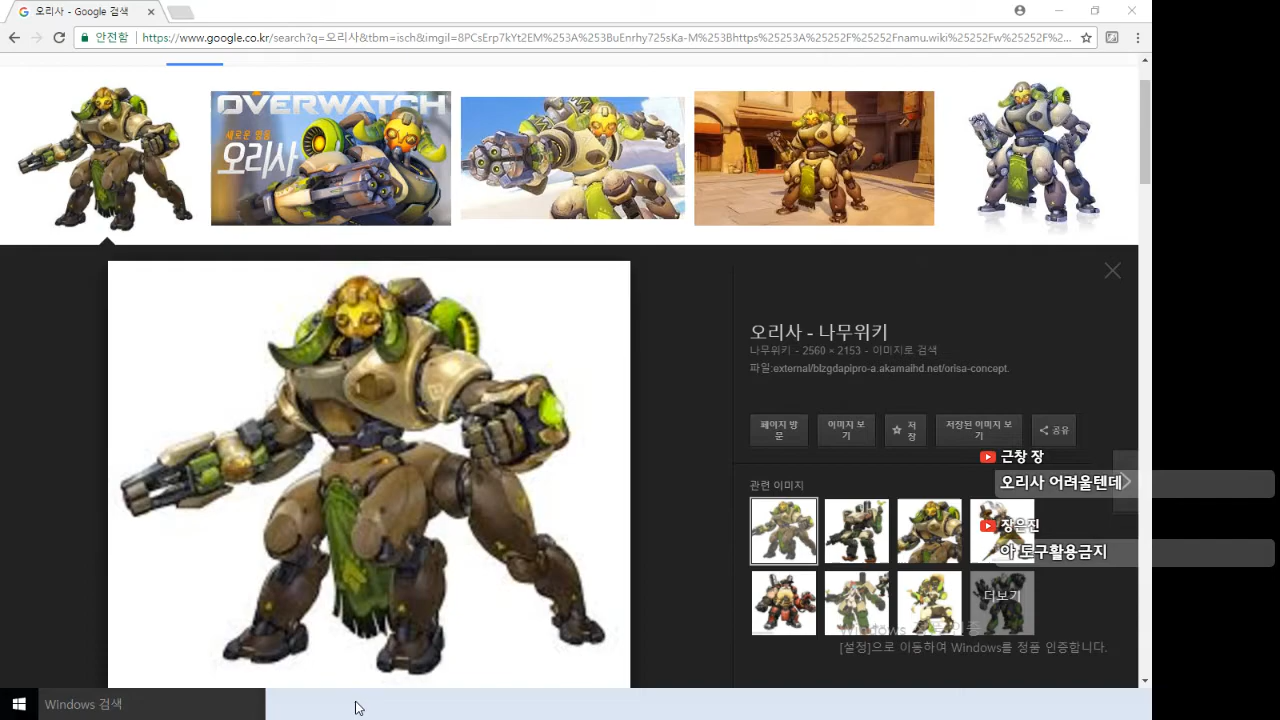 오리사 - Google 검색
안전함
https://www.google.co.kr/search?q=오리사&tbm=isch&imgil=8PCsErp7kYt2EM%253A%253BuEnrhy725sKa-M%253Bhttps%25253A%25252F%25252Fnamu.wiki%25252Fw%25252F%2...
OVERWATCH
세로운 영웅
오리사
오리사 - 나무위키
나무위키 - 2560 × 2153 - 이미지로 검색
파일:external/blzgdapipro-a.akamaihd.net/orisa-concept.
페이지 방
문
이미지 보
기
저
장
저장된 이미지 보
기
공유
근창 장
오리사 어려울텐데
관련 이미지
장은진
아 도구활용금지
더보기
Windows 정품 인증
[설정]으로 이동하여 Windows를 정품 인증합니다.
Windows 검색